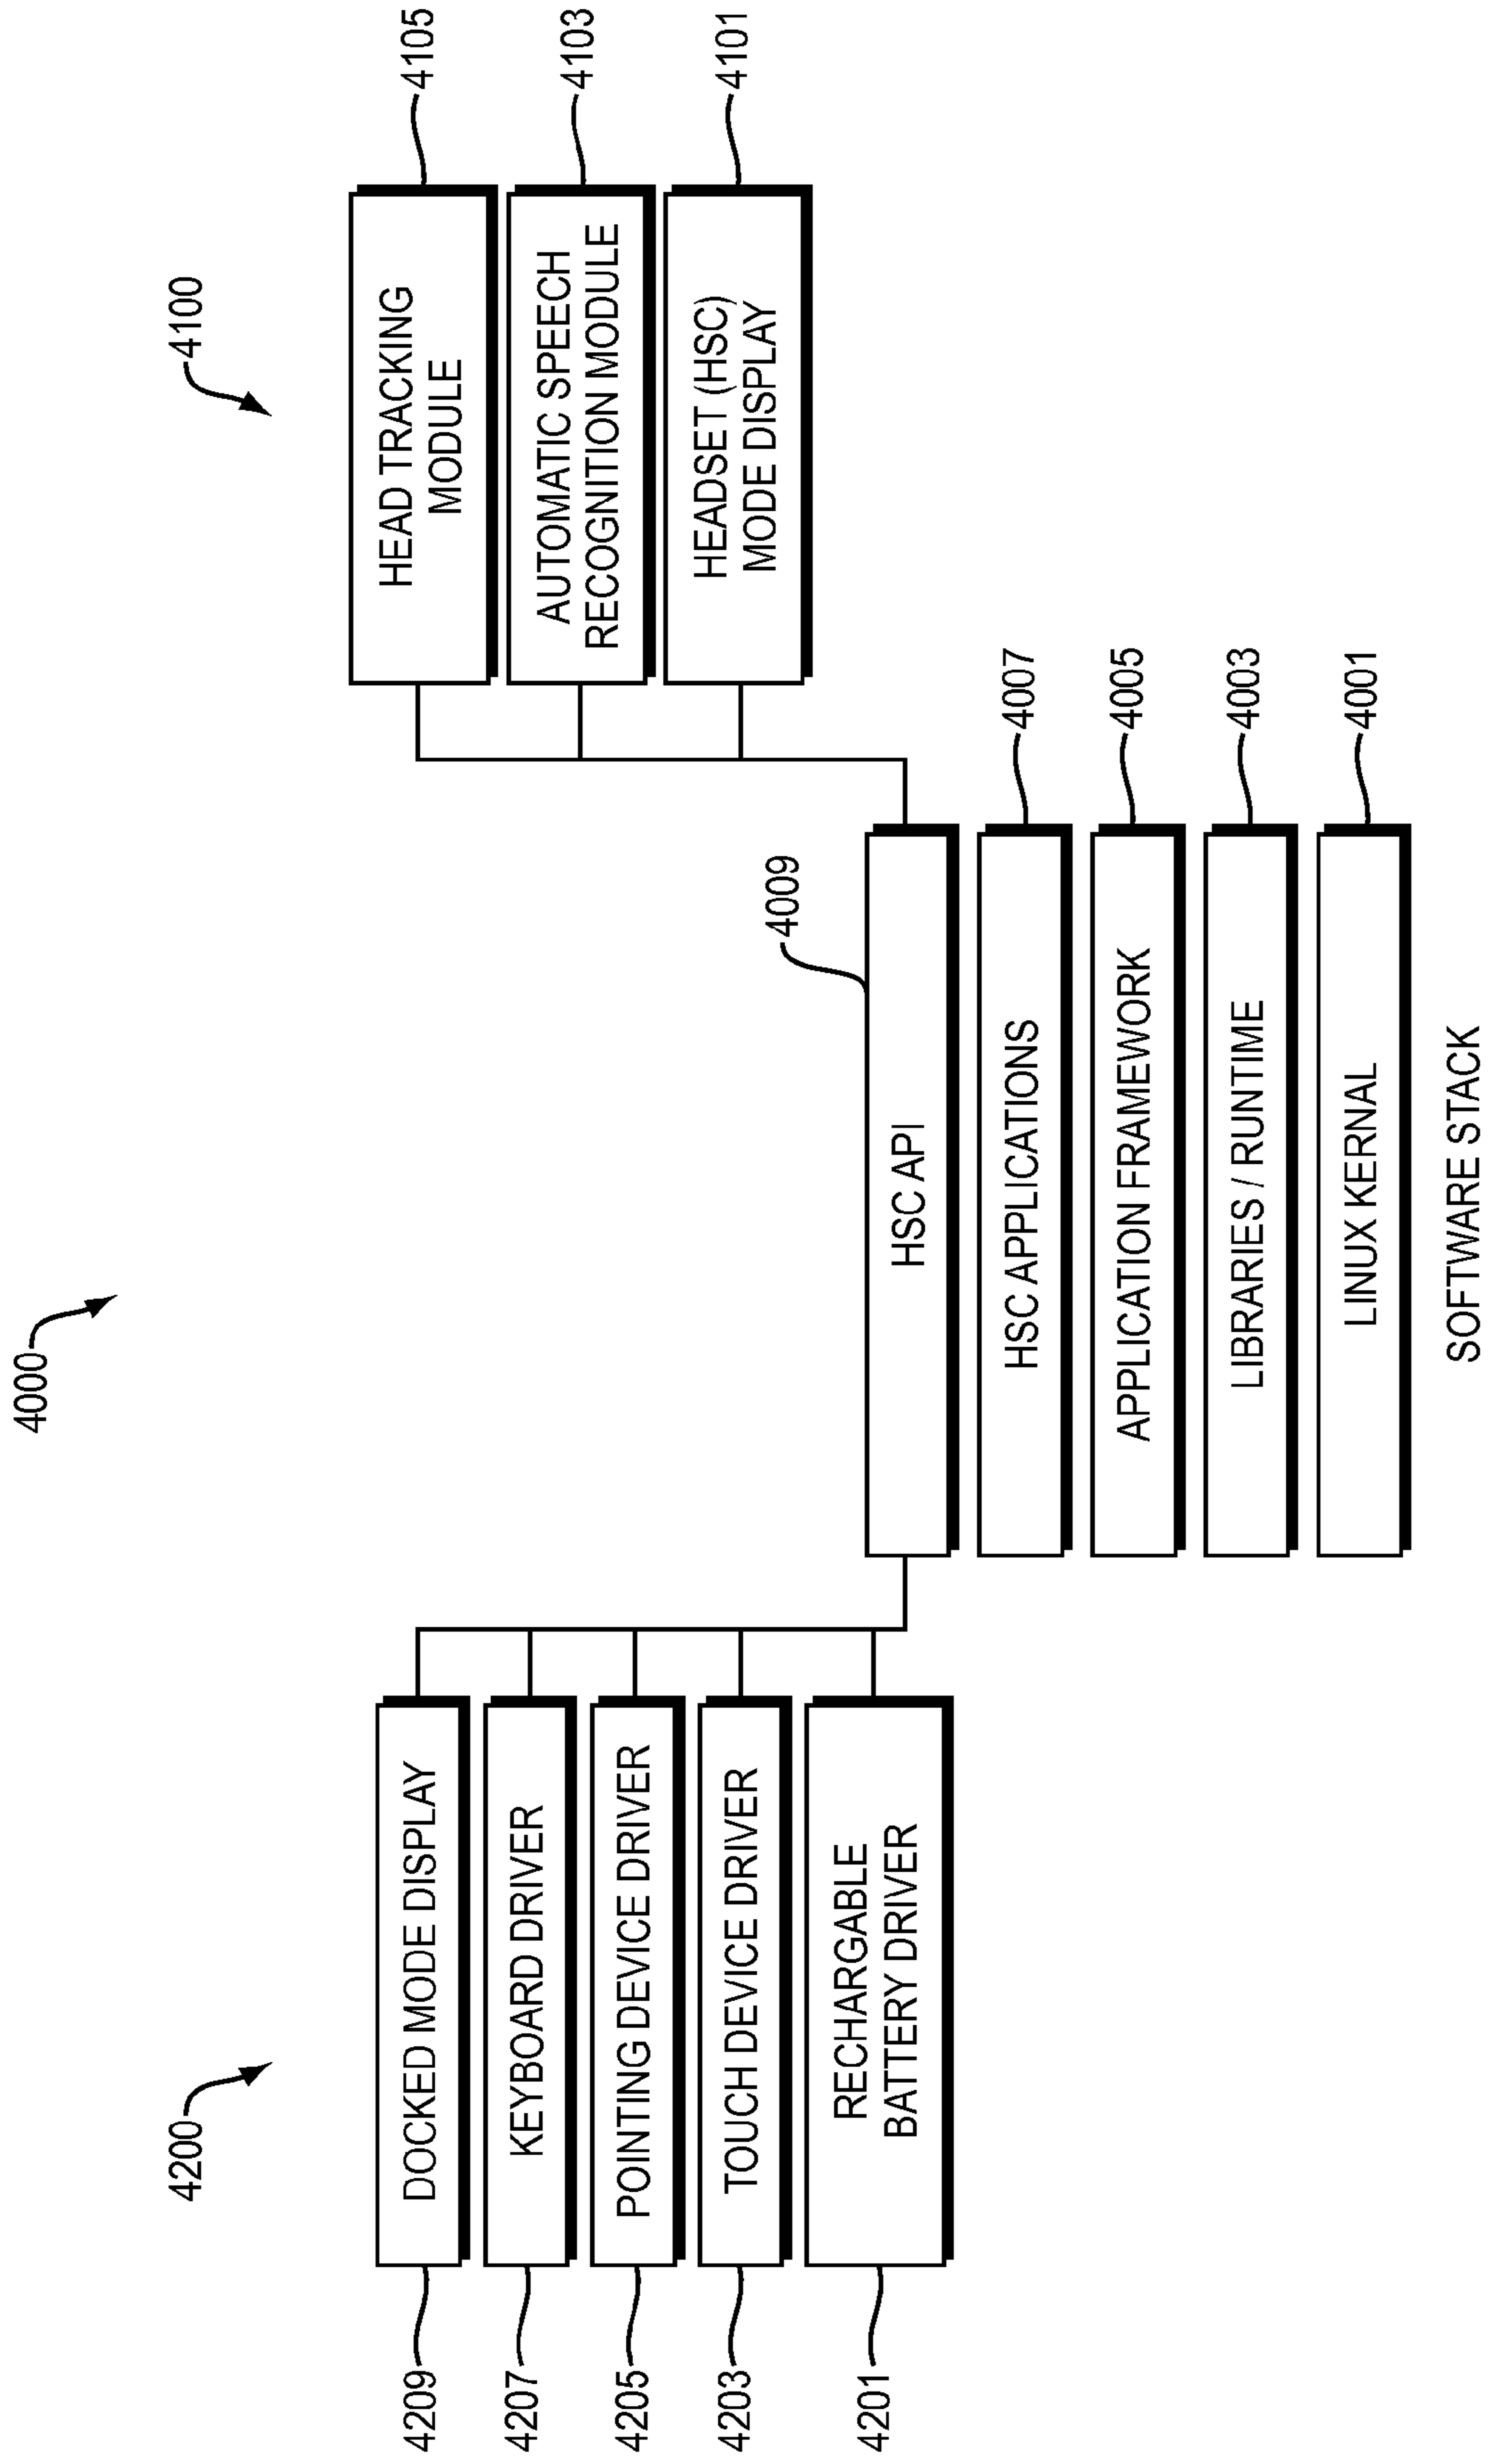 4000
4200
4100
4209
DOCKED MODE DISPLAY
4207
KEYBOARD DRIVER
4205
POINTING DEVICE DRIVER
4203
TOUCH DEVICE DRIVER
4201
RECHARGABLE
BATTERY DRIVER
HEAD TRACKING
MODULE
4105
AUTOMATIC SPEECH
RECOGNITION MODULE
4103
HEADSET (HSC)
MODE DISPLAY
4101
4009
HSC API
HSC APPLICATIONS
4007
APPLICATION FRAMEWORK
4005
LIBRARIES / RUNTIME
4003
LINUX KERNAL
4001
SOFTWARE STACK